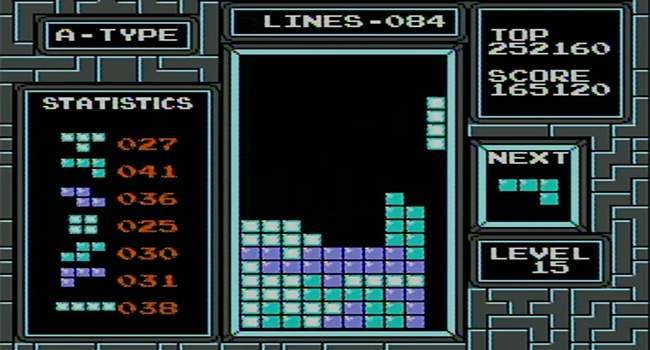 A-TYPE
LINES-084
TOP
252160
SCORE
165120
STATISTICS
027
041
036
025
030
031
038
NEXT
LEVEL
15